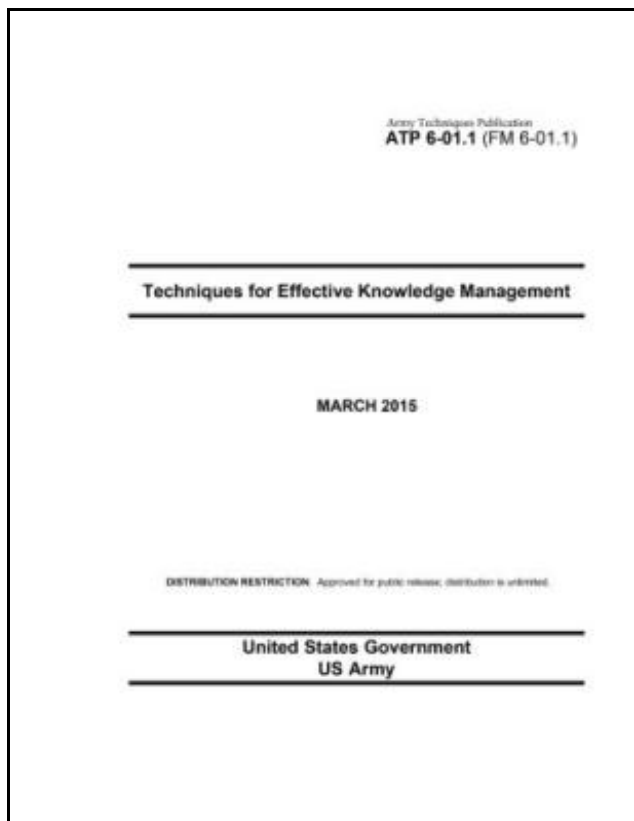 Army Techniques Publication
ATP 6-01.1 (FM 6-01.1)
Techniques for Effective Knowledge Management
MARCH 2015
DISTRIBUTION RESTRICTION Approved for public release; distribution is unlimited.
United States Government
US Army